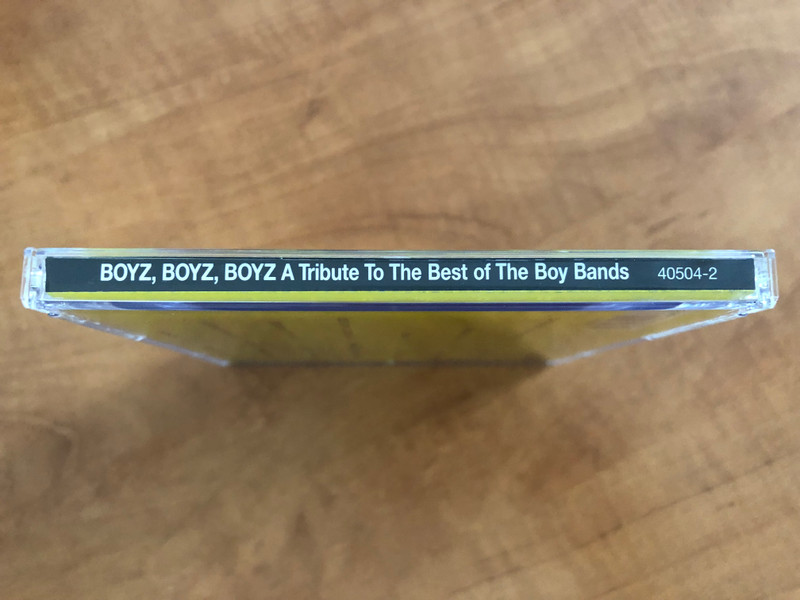 BOYZ, BOYZ, BOYZ A Tribute To The Best of The Boy Bands 40504-2